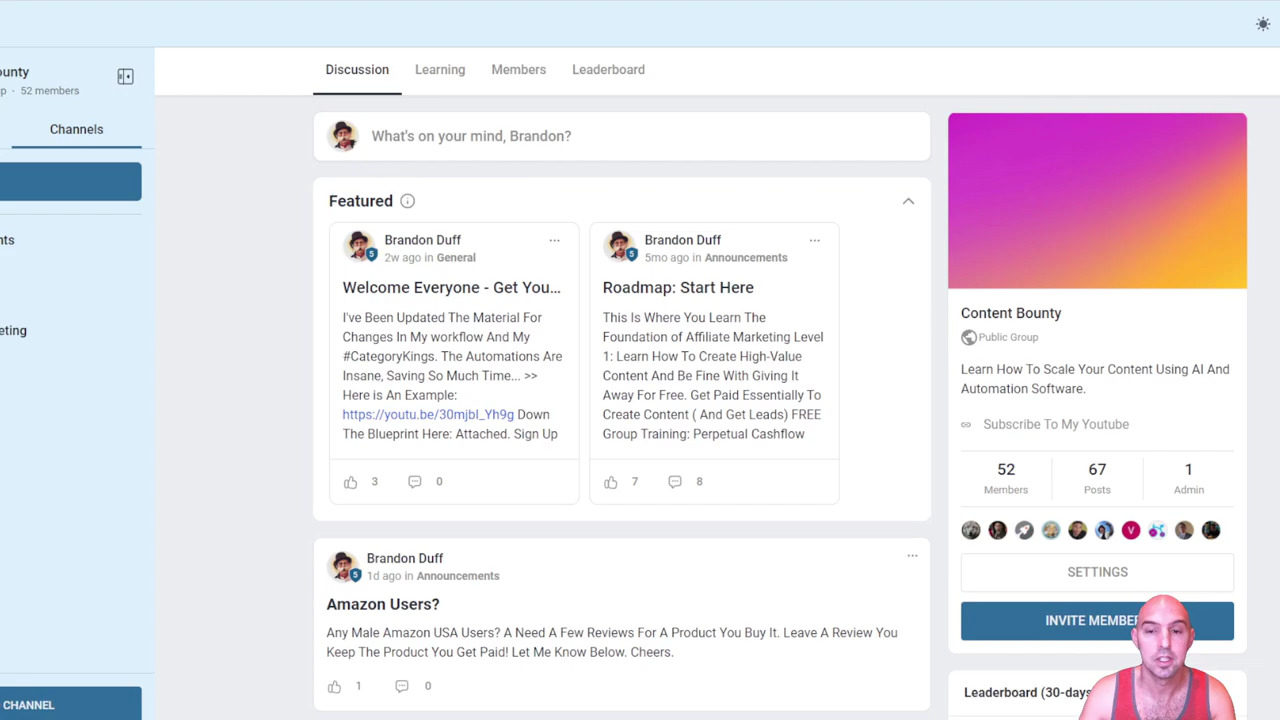 ounty
p · 52 members
Channels
nts
eting
CHANNEL
Discussion
Learning
Members
Leaderboard
What's on your mind, Brandon?
Featured
Brandon Duff
5
2w ago in General
Welcome Everyone - Get You...
I've Been Updated The Material For
Changes In My workflow And My
#CategoryKings. The Automations Are
Insane, Saving So Much Time... >>
Here is An Example:
https://youtu.be/30mjbI_Yh9g Down
The Blueprint Here: Attached. Sign Up
3
0
Brandon Duff
5
5mo ago in Announcements
Roadmap: Start Here
This Is Where You Learn The
Foundation of Affiliate Marketing Level
1: Learn How To Create High-Value
Content And Be Fine With Giving It
Away For Free. Get Paid Essentially To
Create Content ( And Get Leads) FREE
Group Training: Perpetual Cashflow
7
8
Brandon Duff
5
1d ago in Announcements
Amazon Users?
Any Male Amazon USA Users? A Need A Few Reviews For A Product You Buy It. Leave A Review You
Keep The Product You Get Paid! Let Me Know Below. Cheers.
1
0
Content Bounty
Public Group
Learn How To Scale Your Content Using AI And
Automation Software.
Subscribe To My Youtube
52
Members
67
Posts
1
Admin
V
SETTINGS
INVITE MEMBE
Leaderboard (30-days